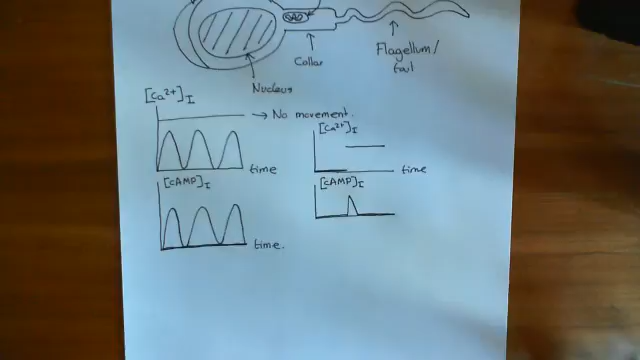 Collar
Flagellum/
tail
Nucleus
[Ca²⁺]I
→ No movement.
time
[cAMP]I
time.
[Ca²⁺]I
time
[cAMP]I